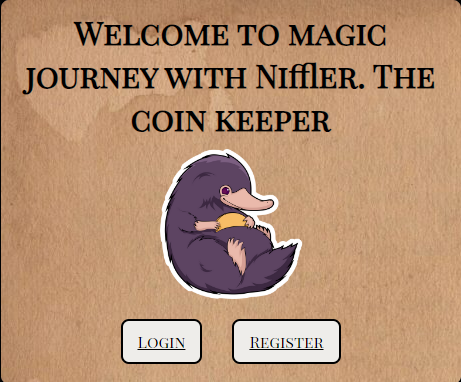 Welcome to magic
journey with Niffler. The
coin keeper
Login
Register